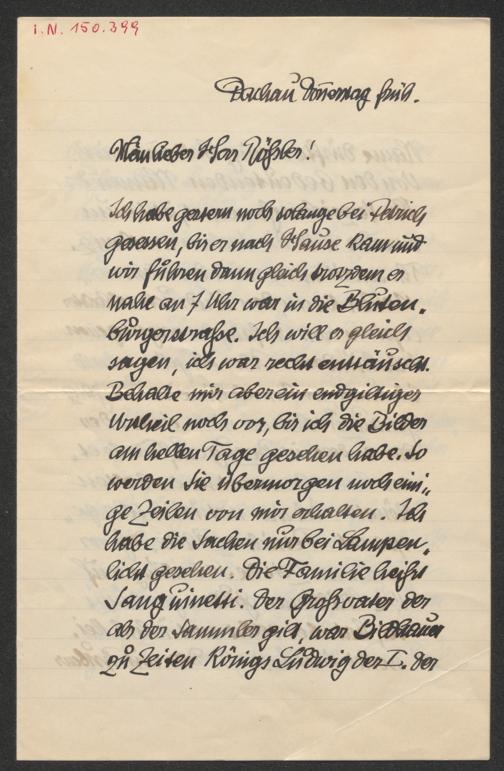 I.N. 150.399
Dachau Donnerstag früh.
Mein lieber Herr Rößler!
Ich habe gestern noch solange bei Petrich
gesessen, bis er nach Hause kam und
wir fuhren dann gleich trotzdem es
nahe an 7 Uhr war in die Bluten„
burgerstraße. Ich will es gleich
sagen, ich war recht enttäuscht.
Behalte mir aber ein endgiltiges
Urtheil noch vor, bis ich die Bilder
am hellen Tage gesehen habe. So
werden Sie übermorgen noch eini„
ge Zeilen von mir erhalten. Ich
habe die Sachen nur bei Lampen„
licht gesehen. Die Familie heißt
Sanguinetti. Der Großvater der
als der Sammler gilt, war Bildhauer
zu Zeiten Königs Ludwig der I. der